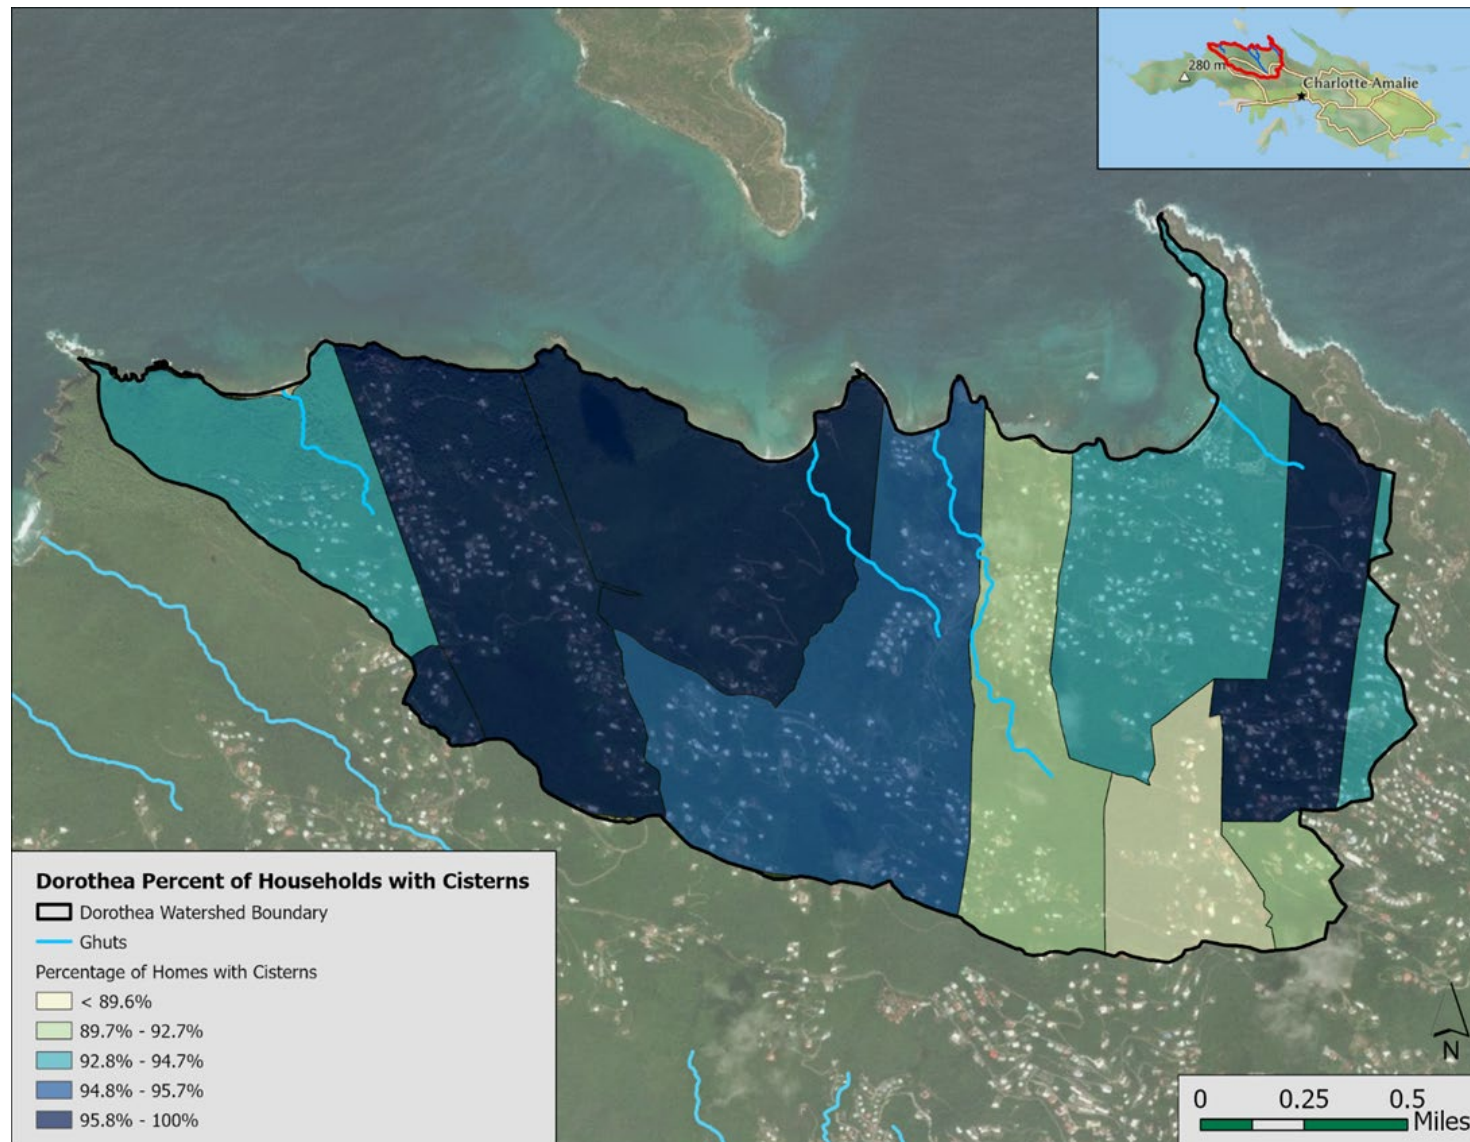 280 m
Charlotte Amalie
Dorothea Percent of Households with Cisterns
Dorothea Watershed Boundary
Ghuts
Percentage of Homes with Cisterns
< 89.6%
89.7% - 92.7%
92.8% - 94.7%
94.8% - 95.7%
95.8% - 100%
N
0 0.25 0.5
Miles